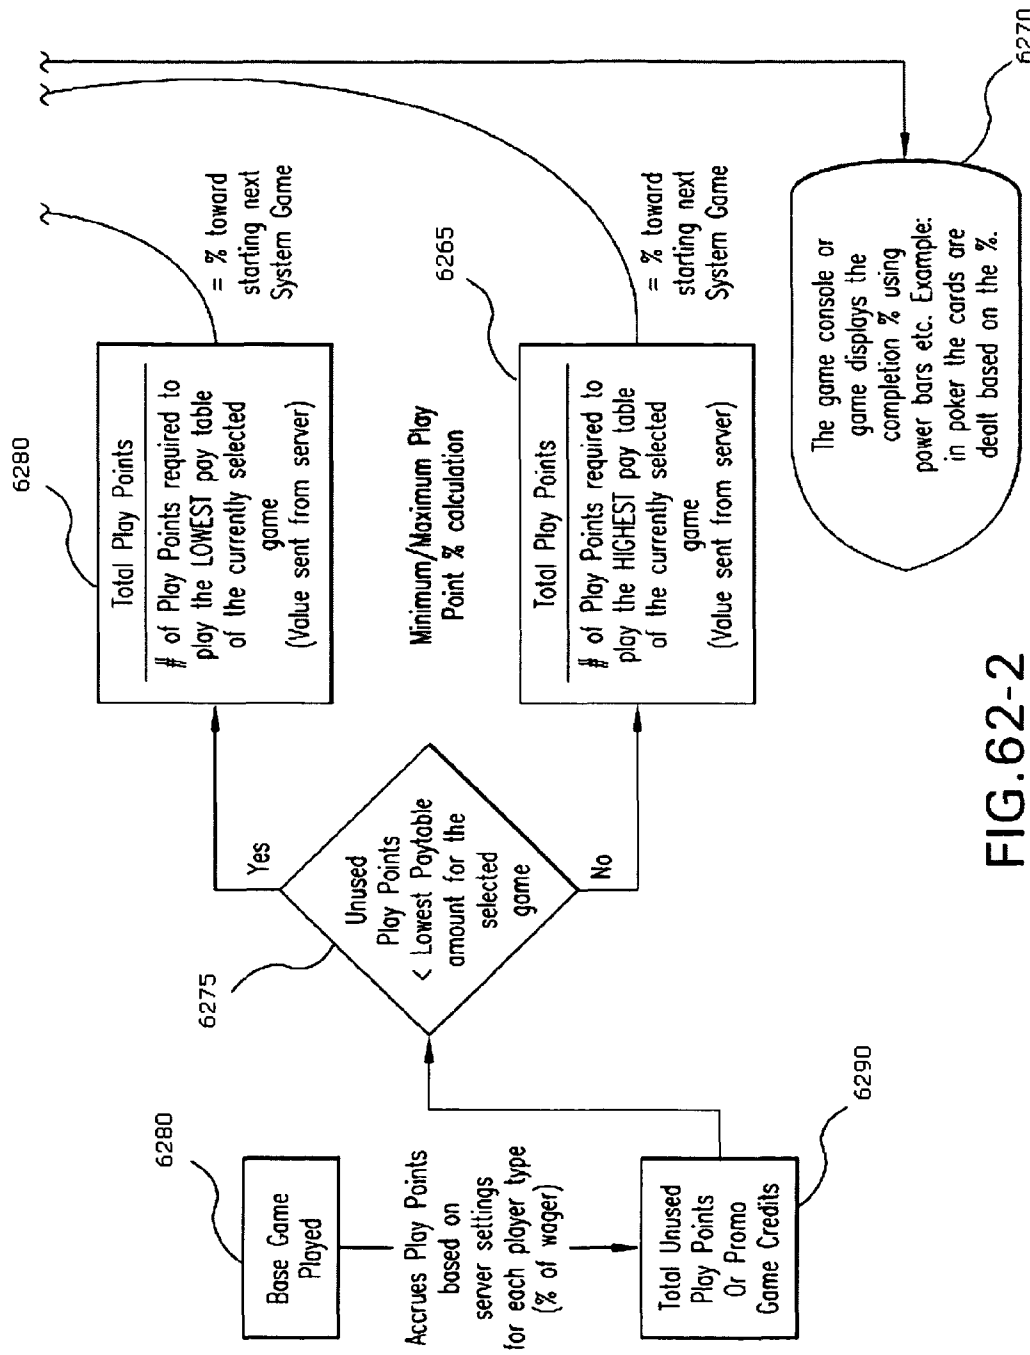 6280
Base Game
Played
Accrues Play Points
based on
server settings
for each player type
(% of wager)
Total Unused
Play Points
Or Promo
Game Credits
6290
6275
Unused
Play Points
< Lowest Paytable
amount for the
selected
game
Yes
No
6280
Total Play Points
# of Play Points required to
play the LOWEST pay table
of the currently selected
game
(Value sent from server)
= % toward
starting next
System Game
Minimum/Maximum Play
Point % calculation
6265
Total Play Points
# of Play Points required to
play the HIGHEST pay table
of the currently selected
game
(Value sent from server)
= % toward
starting next
System Game
The game console or
game displays the
completion % using
power bars etc. Example:
in poker the cards are
dealt based on the %.
6270
FIG.62-2